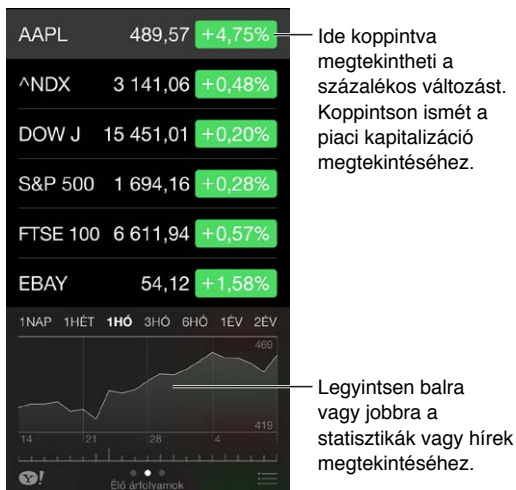 AAPL 489,57 +4,75%
^NDX 3 141,06 +0,48%
DOW J 15 451,01 +0,20%
S&P 500 1 694,16 +0,28%
FTSE 100 6 611,94 +0,57%
EBAY 54,12 +1,58%
1NAP 1HÉT 1HÓ 3HÓ 6HÓ 1ÉV 2ÉV
469
419
14 21 28 4
Y!
Élő árfolyamok
Ide koppintva
megtekintheti a
százalékos változást.
Koppintson ismét a
piaci kapitalizáció
megtekintéséhez.
Legyintsen balra
vagy jobbra a
statisztikák vagy hírek
megtekintéséhez.